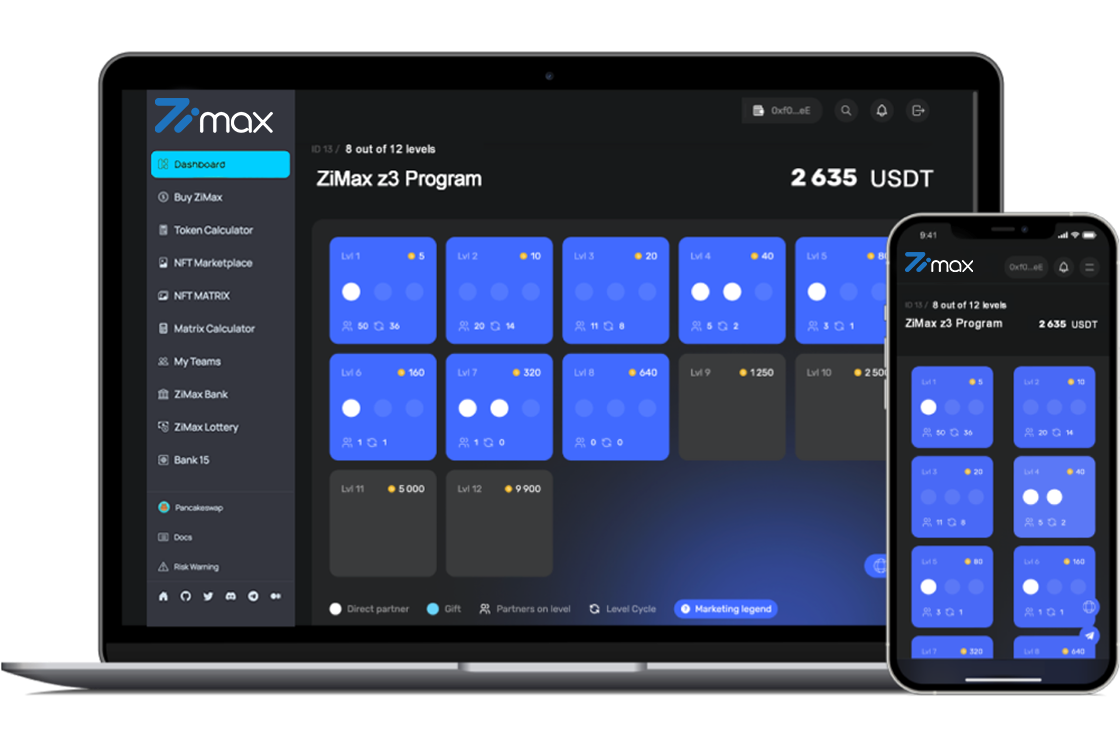 Zimax
0xf0...eE
Dashboard
Buy ZiMax
Token Calculator
NFT Marketplace
NFT MATRIX
Matrix Calculator
My Teams
ZiMax Bank
ZiMax Lottery
Bank 15
Pancakeswap
Docs
Risk Warning
ID 13 / 8 out of 12 levels
ZiMax z3 Program
2 635 USDT
Lvl 1 5
50 36
Lvl 2 10
20 14
Lvl 3 20
11 8
Lvl 4 40
5 2
Lvl 5 80
3 1
Lvl 6 160
1 1
Lvl 7 320
1 0
Lvl 8 640
0 0
Lvl 9 1 250
Lvl 10 2 500
Lvl 11 5 000
Lvl 12 9 900
Direct partner
Gift
Partners on level
Level Cycle
? Marketing legend
9:41
Zimax
0xf0...eE
ID 13 / 8 out of 12 levels
ZiMax z3 Program
2 635 USDT
Lvl 1 5
50 36
Lvl 2 10
20 14
Lvl 3 20
11 8
Lvl 4 40
5 2
Lvl 5 80
3 1
Lvl 6 160
1 1
Lvl 7 320
Lvl 8 640